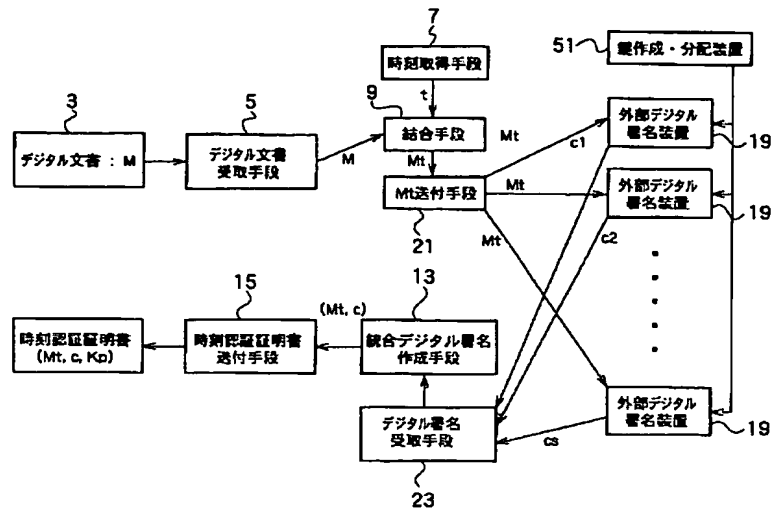 7
時刻取得手段
51
鍵作成・分配装置
t
9
結合手段
Mt
3
デジタル文書 : M
5
デジタル文書
受取手段
M
Mt
Mt送付手段
21
c1
外部デジタル
署名装置
19
Mt
外部デジタル
署名装置
19
c2
Mt
13
(Mt, c)
統合デジタル署名
作成手段
15
時刻認証証明書
送付手段
時刻認証証明書
(Mt, c, Kp)
外部デジタル
署名装置
19
cs
デジタル署名
受取手段
23